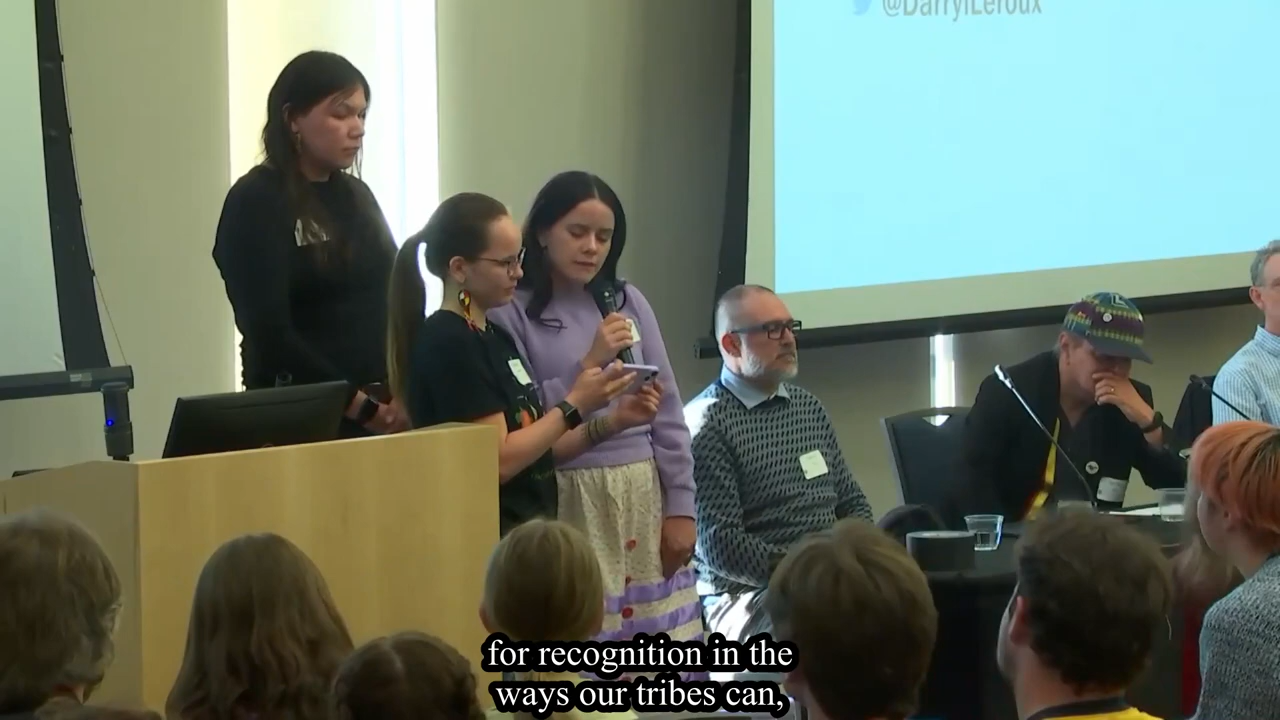 @DarrylLeroux
for recognition in the
ways our tribes can,